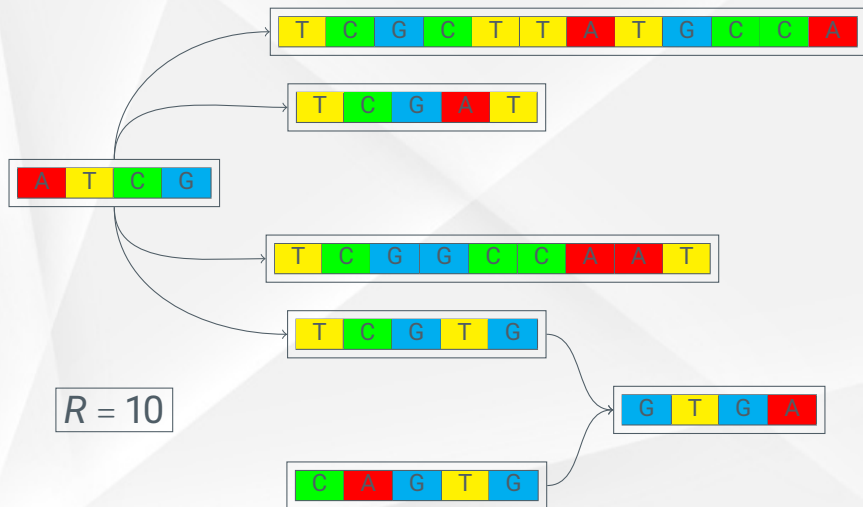 T C G C T T A T G C C A
T C G A T
A T C G
T C G G C C A A T
T C G T G
R = 10
G T G A
C A G T G